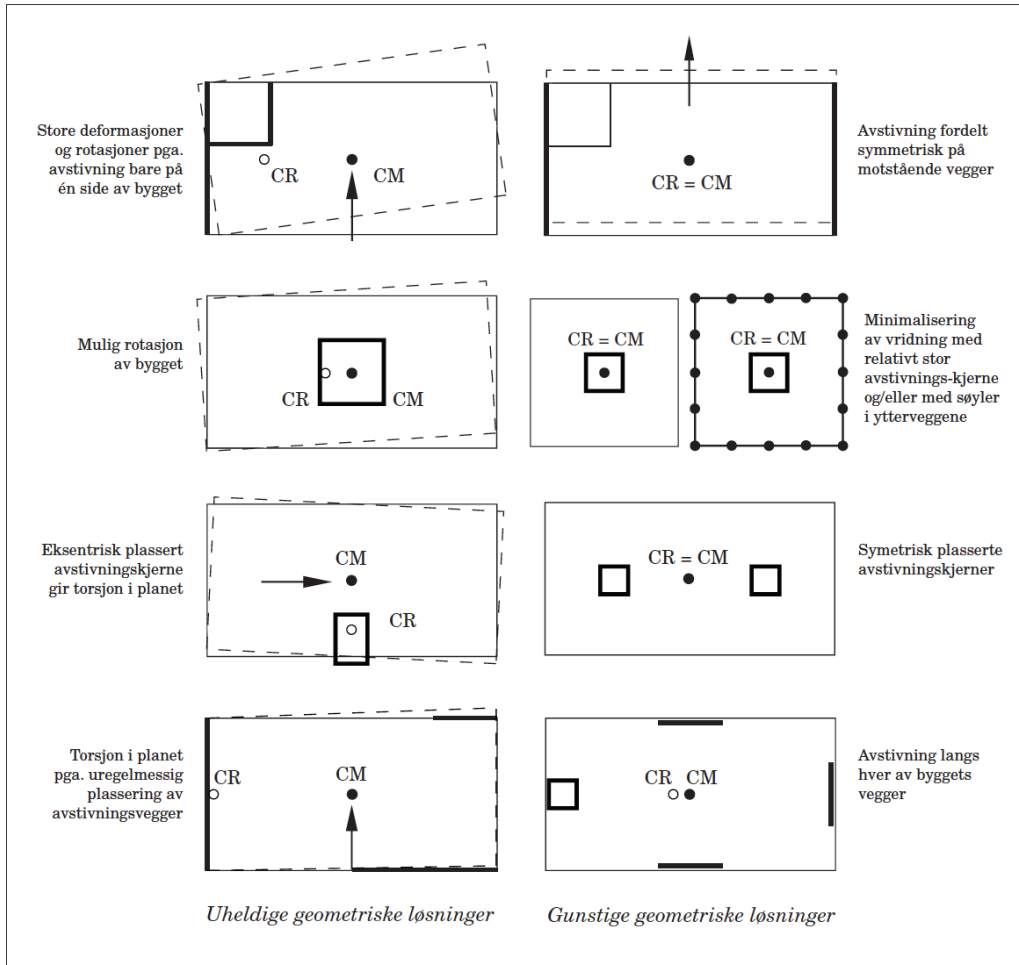 Store deformasjoner
og rotasjoner pga.
avstivning bare på
én side av bygget
CR
CM
CR = CM
Avstivning fordelt
symmetrisk på
motstående vegger
Mulig rotasjon
av bygget
CR
CM
CR = CM
CR = CM
Minimalisering
av vridning med
relativt stor
avstivnings-kjerne
og/eller med søyler
i ytterveggene
Eksentrisk plassert
avstivningskjerne
gir torsjon i planet
CM
CR
CR = CM
Symetrisk plasserte
avstivningskjerner
Torsjon i planet
pga. uregelmessig
plassering av
avstivningsvegger
CR
CM
CR
CM
Avstivning langs
hver av byggets
vegger
Uheldige geometriske løsninger
Gunstige geometriske løsninger